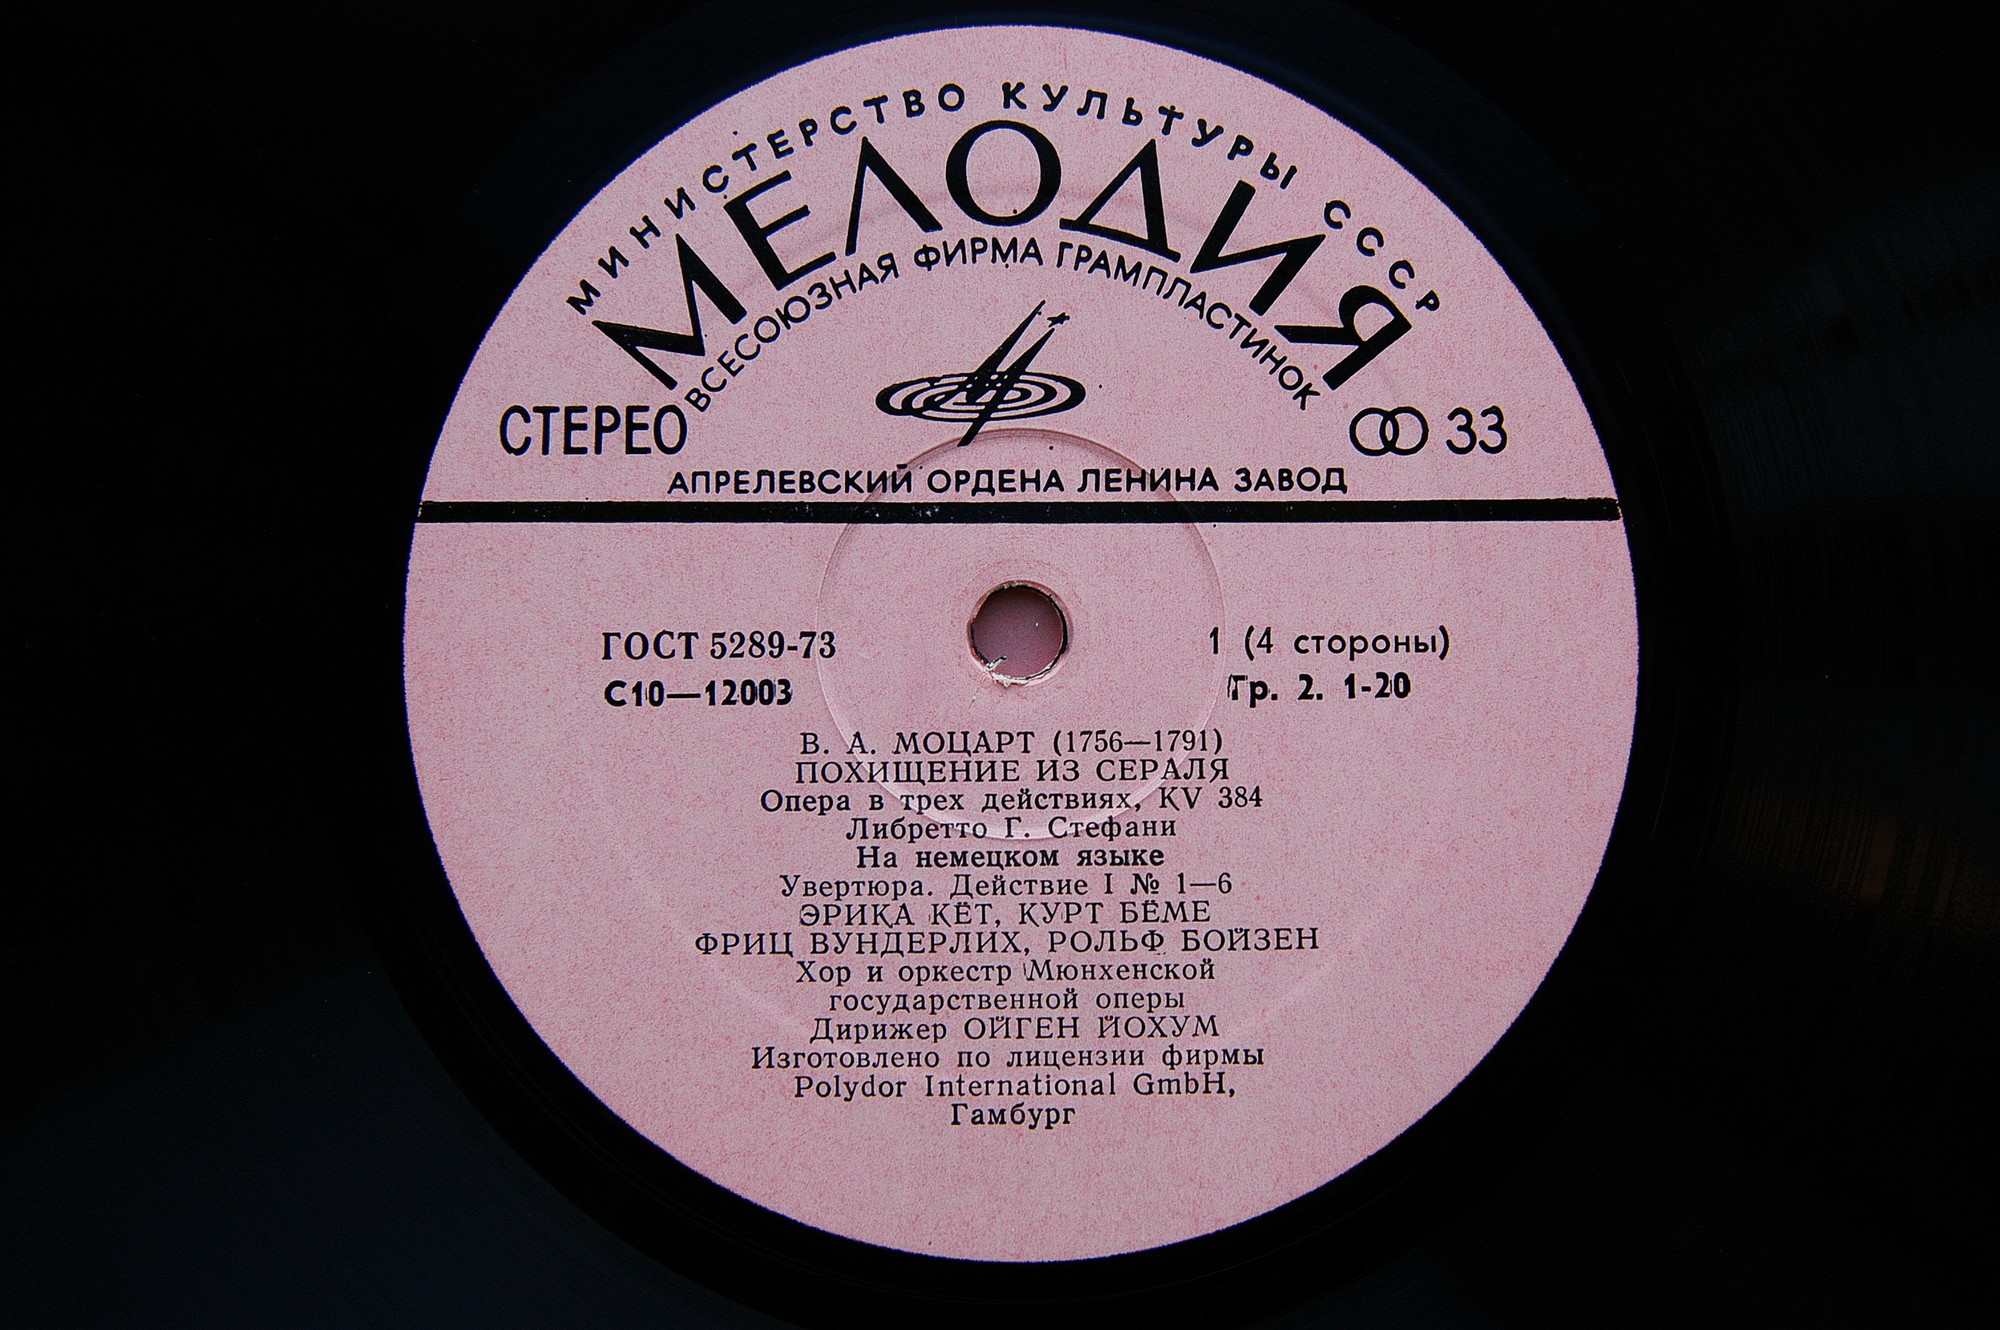 МИНИСТЕРСТВО КУЛЬТУРЫ СССР
МЕЛОДИЯ
ВСЕСОЮЗНАЯ ФИРМА ГРАМПЛАСТИНОК
СТЕРЕО 33
АПРЕЛЕВСКИЙ ОРДЕНА ЛЕНИНА ЗАВОД
ГОСТ 5289-73 1 (4 стороны)
С10—12003 Гр. 2. 1-20
В. А. МОЦАРТ (1756—1791)
ПОХИЩЕНИЕ ИЗ СЕРАЛЯ
Опера в трех действиях, KV 384
Либретто Г. Стефани
На немецком языке
Увертюра. Действие I № 1—6
ЭРИКА КЁТ, КУРТ БЁМЕ
ФРИЦ ВУНДЕРЛИХ, РОЛЬФ БОЙЗЕН
Хор и оркестр Мюнхенской
государственной оперы
Дирижер ОЙГЕН ЙОХУМ
Изготовлено по лицензии фирмы
Polydor International GmbH,
Гамбург